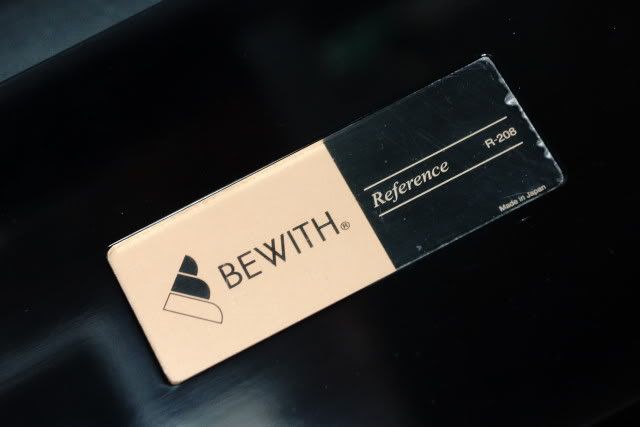 BEWITH®
Reference
R-208
Made in Japan